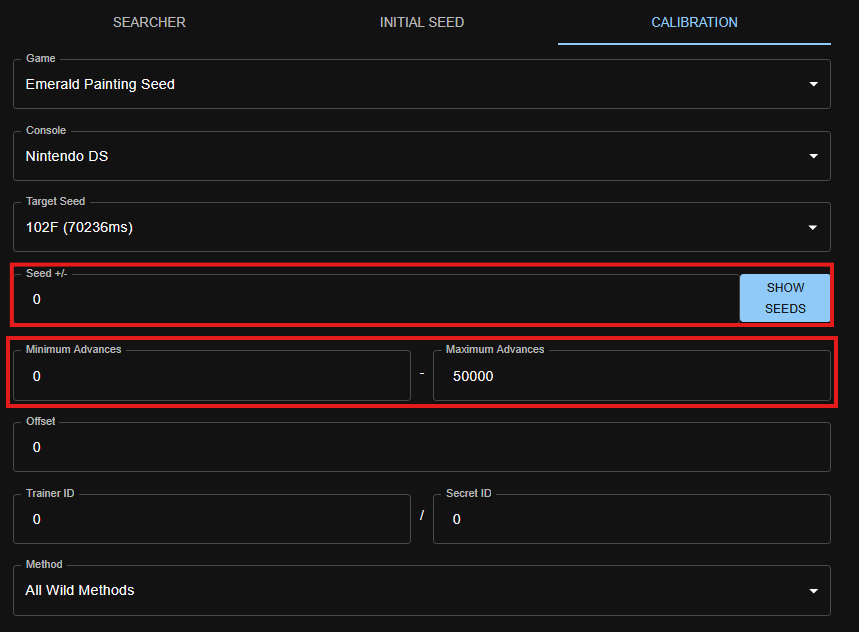 SEARCHER INITIAL SEED CALIBRATION
Game
Emerald Painting Seed
Console
Nintendo DS
Target Seed
102F (70236ms)
Seed +/-
0
SHOW
SEEDS
Minimum Advances
0
-
Maximum Advances
50000
Offset
0
Trainer ID
0
/
Secret ID
0
Method
All Wild Methods